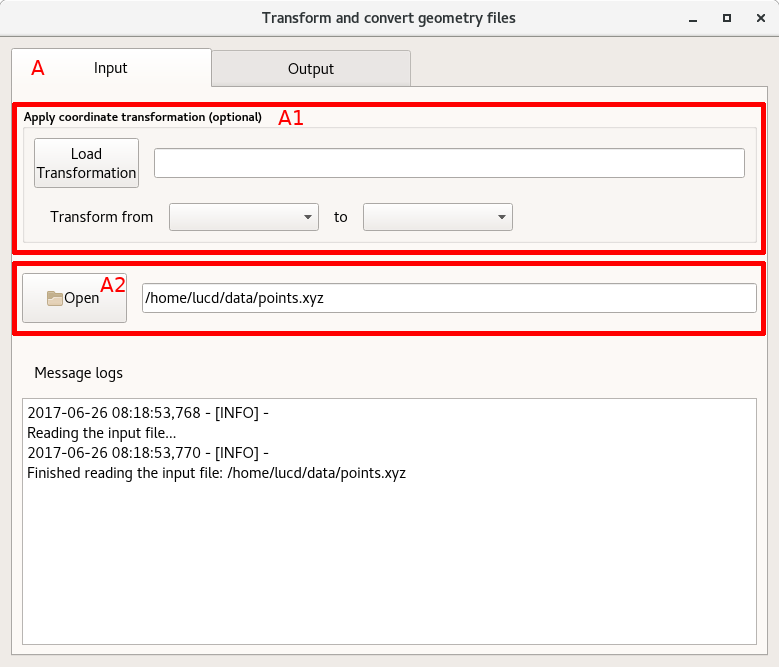 Transform and convert geometry files
A Input Output
Apply coordinate transformation (optional) A1
Load
Transformation
Transform from to
A2
Open /home/lucd/data/points.xyz
Message logs
2017-06-26 08:18:53,768 - [INFO] -
Reading the input file...
2017-06-26 08:18:53,770 - [INFO] -
Finished reading the input file: /home/lucd/data/points.xyz